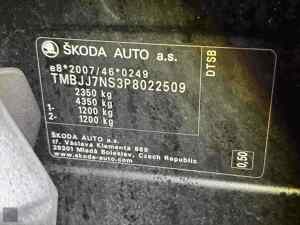 ŠKODA AUTO a.s.
e8*2007/46*0249
TMBJJ7NS3P8022509
2350 kg
4350 kg
1- 1200 kg
2- 1200 kg
DTSB
ŠKODA AUTO a.s.
tř. Václava Klementa 869
29301 Mladá Boleslav, Czech Republic
www.skoda-auto.com
0,50